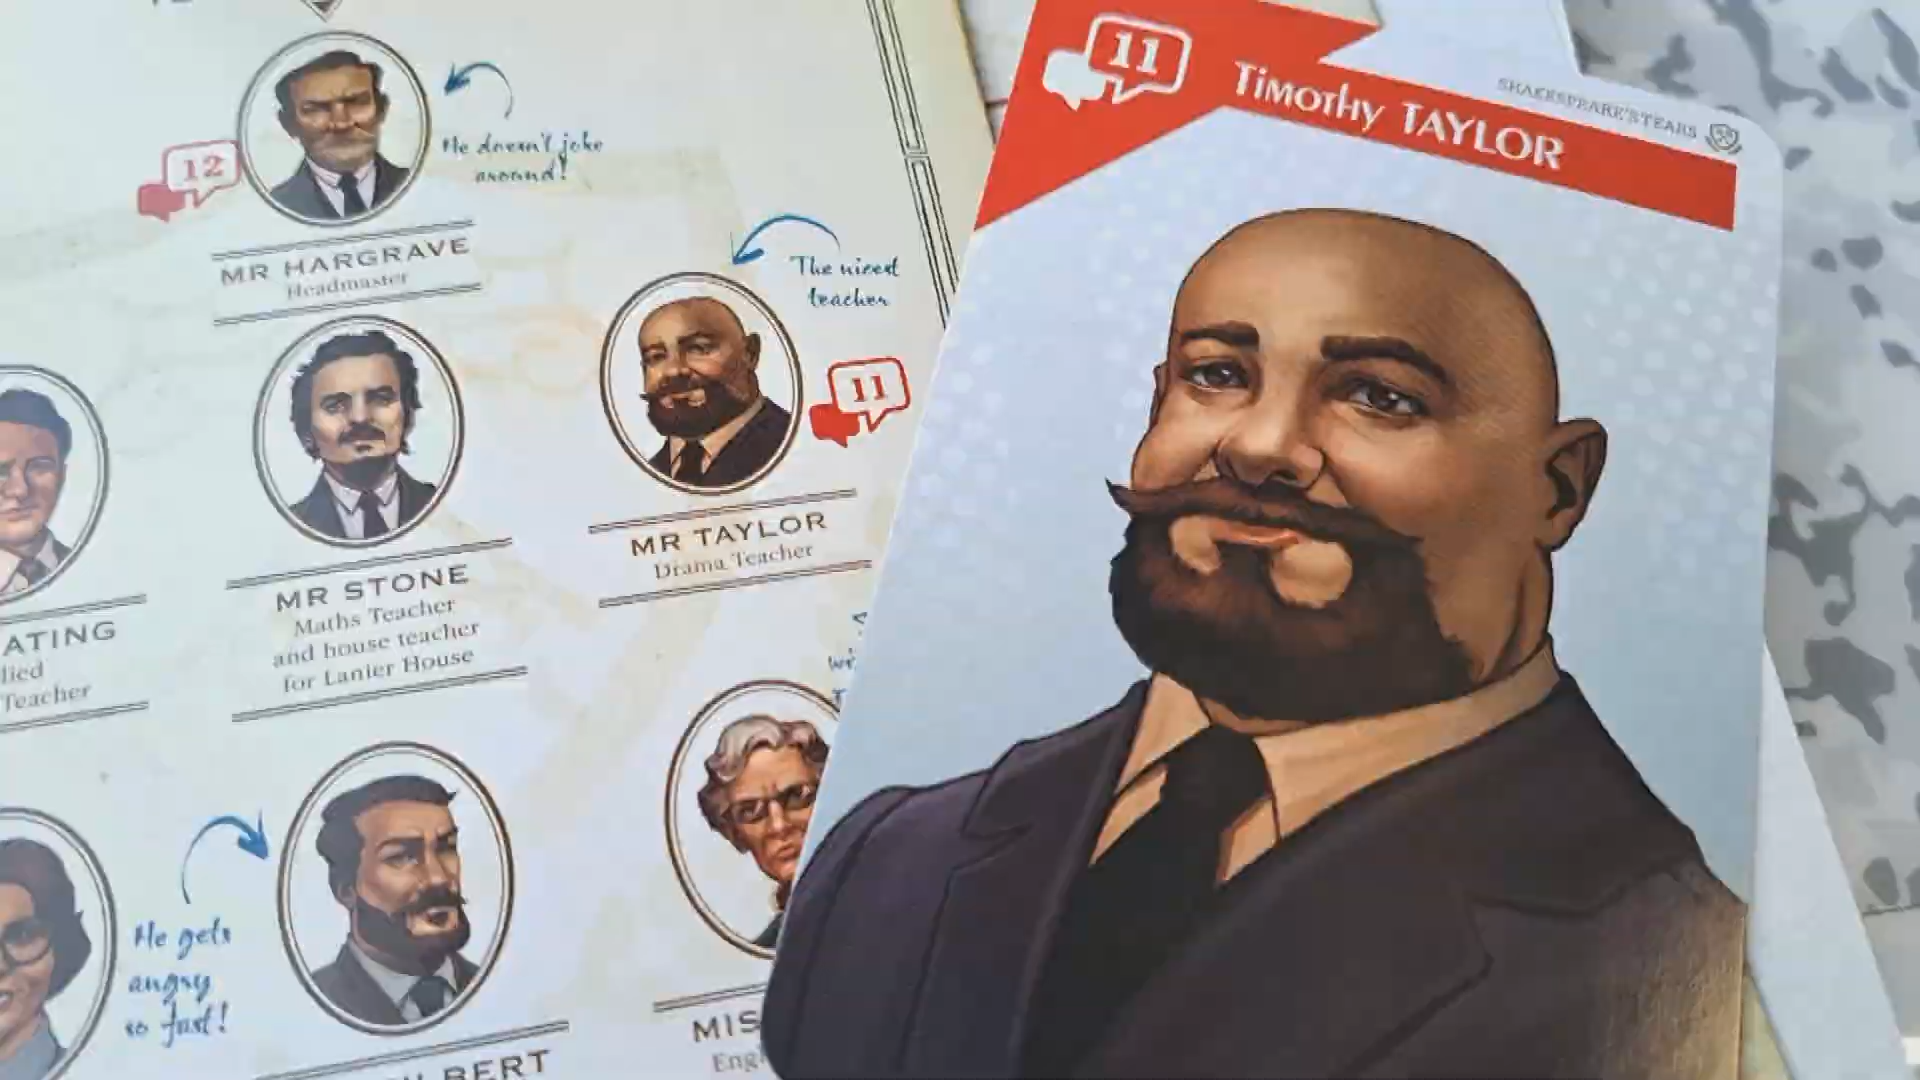 12
He doesn't joke
around!
MR HARGRAVE
Headmaster
The nicest
teacher
11
MR TAYLOR
Drama Teacher
MR STONE
Maths Teacher
and house teacher
for Lanier House
ATING
lied
Teacher
He gets
angry
so fast!
BERT
MIS
Engl
11
Timothy TAYLOR
SHAKESPEARE'S TEARS